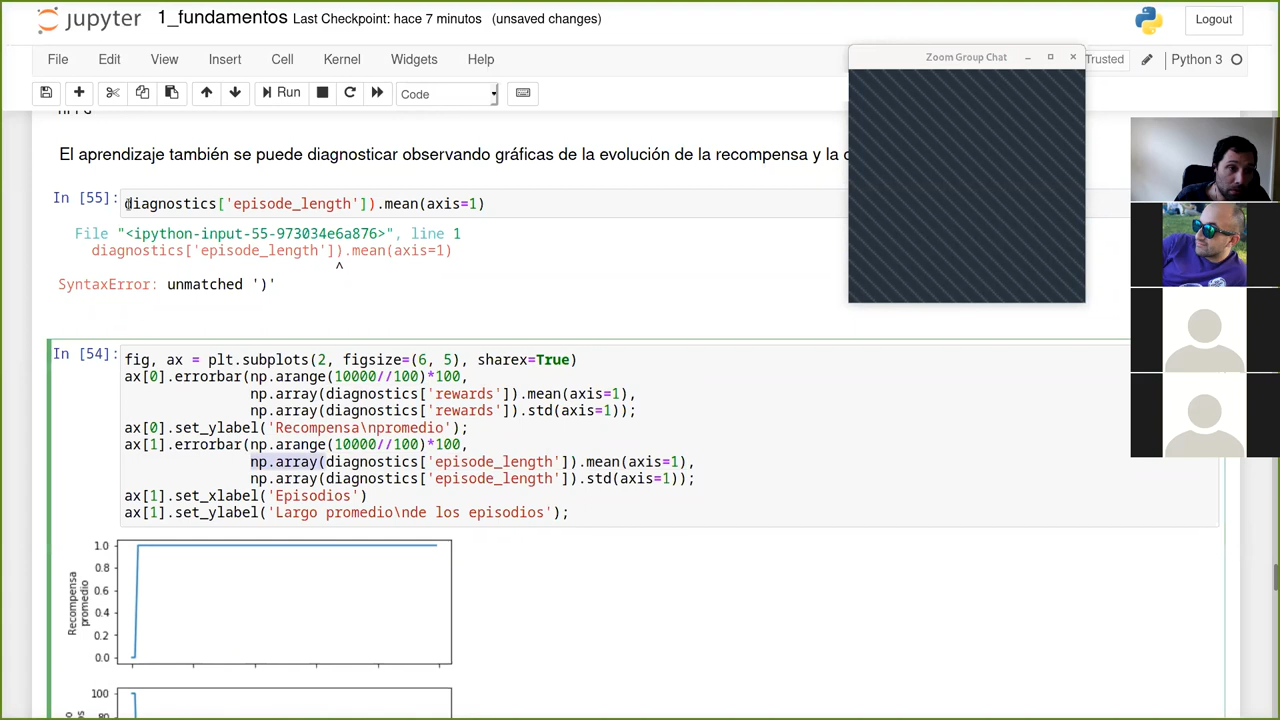 jupyter 1_fundamentos Last Checkpoint: hace 7 minutos (unsaved changes)
Logout
File Edit View Insert Cell Kernel Widgets Help
Trusted Python 3
Run Code
Zoom Group Chat
El aprendizaje también se puede diagnosticar observando gráficas de la evolución de la recompensa y la
In [55]: diagnostics['episode_length']).mean(axis=1)
File "<ipython-input-55-973034e6a876>", line 1
diagnostics['episode_length']).mean(axis=1)
^
SyntaxError: unmatched ')'
In [54]: fig, ax = plt.subplots(2, figsize=(6, 5), sharex=True)
ax[0].errorbar(np.arange(10000//100)*100,
np.array(diagnostics['rewards']).mean(axis=1),
np.array(diagnostics['rewards']).std(axis=1));
ax[0].set_ylabel('Recompensa\npromedio');
ax[1].errorbar(np.arange(10000//100)*100,
np.array(diagnostics['episode_length']).mean(axis=1),
np.array(diagnostics['episode_length']).std(axis=1));
ax[1].set_xlabel('Episodios')
ax[1].set_ylabel('Largo promedio\nde los episodios');
Recompensa
promedio
1.0
0.8
0.6
0.4
0.2
0.0
100
80